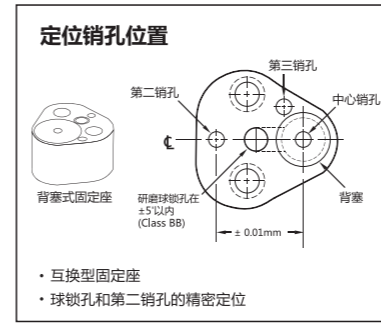 定位销孔位置
第三销孔
第二销孔
中心销孔
℄
背塞式固定座
研磨球锁孔在
±5'以内
(Class BB)
背塞
± 0.01mm
• 互换型固定座
• 球锁孔和第二销孔的精密定位